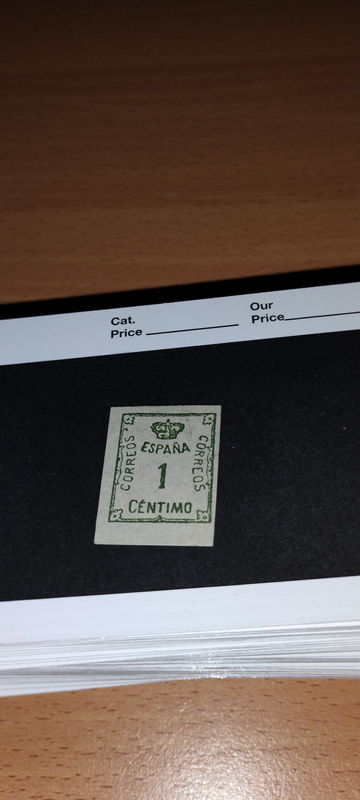 Cat.
Price
Our
Price
ESPAÑA
CORREOS
1
CORREOS
CÉNTIMO